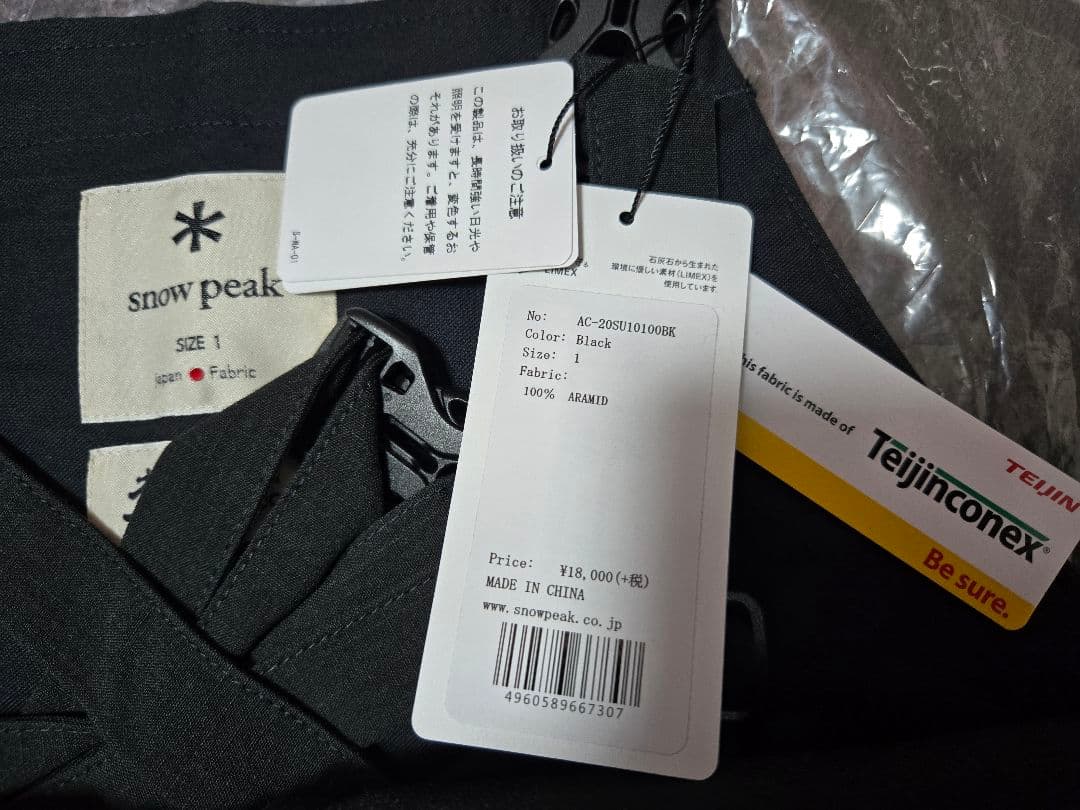 お取り扱いのご注意
この製品は、長時間強い日光や
照明を受けますと、変色するお
それがあります。ご着用や保管
の際は、充分にご注意ください。
S-WA-01
snow peak
SIZE 1
japan Fabric
LIMEX
石灰石から生まれた
環境に優しい素材(LIMEX)を
使用しています
No: AC-20SU10100BK
Color: Black
Size: 1
Fabric:
100% ARAMID
Price: ¥18,000(+税)
MADE IN CHINA
www.snowpeak.co.jp
4960589667307
his fabric is made of
TEIJIN
Teijinconex®
Be sure.